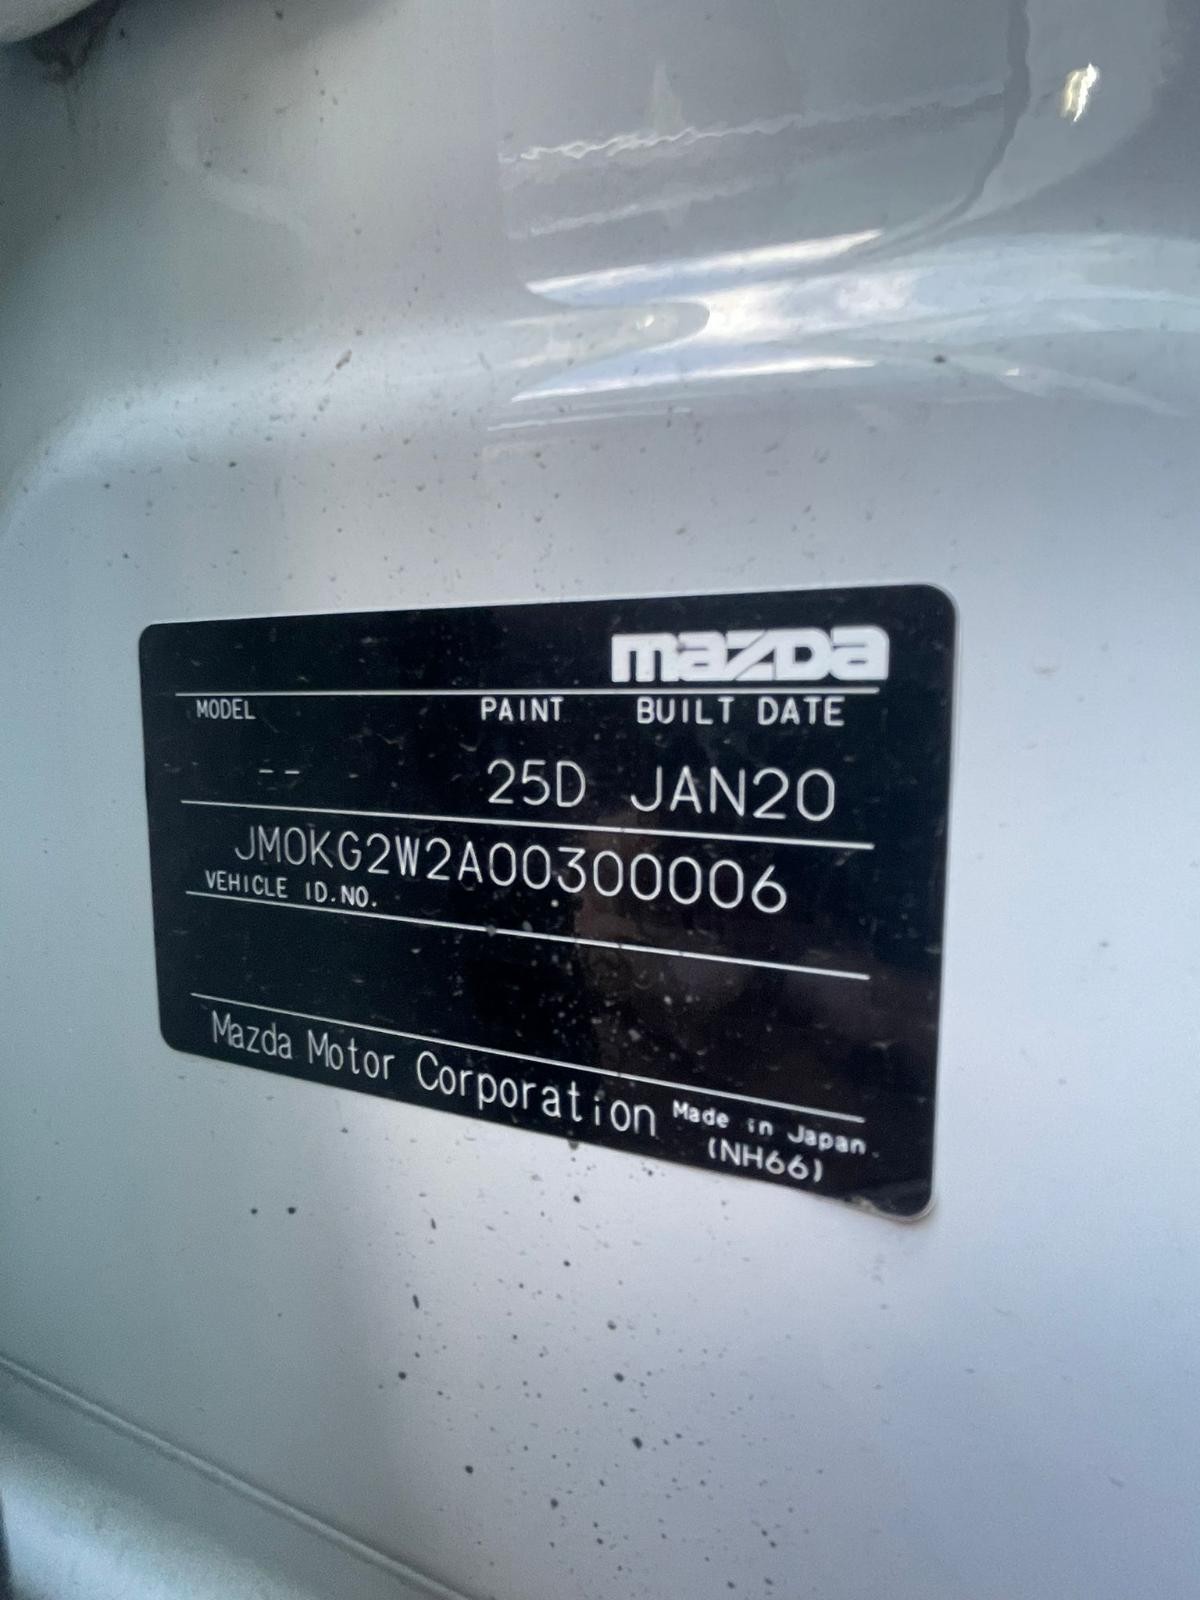 mazda
MODEL PAINT BUILT DATE
-- 25D JAN20
JM0KG2W2A00300006
VEHICLE ID.NO.
Mazda Motor Corporation Made in Japan
(NH66)